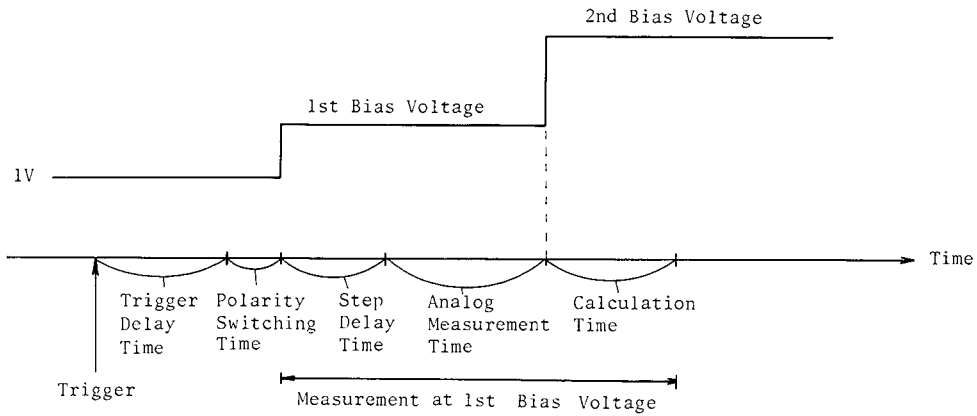 2nd Bias Voltage
1st Bias Voltage
1V
Time
Trigger
Delay
Time
Polarity
Switching
Time
Step
Delay
Time
Analog
Measurement
Time
Calculation
Time
Trigger
Measurement at 1st Bias Voltage